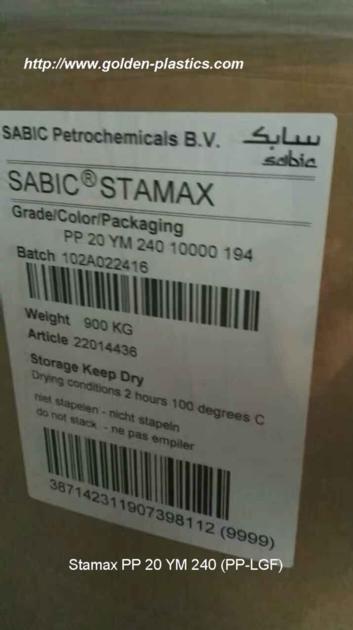 http://www.golden-plastics.com
SABIC Petrochemicals B.V.
سابك
sabic
SABIC®STAMAX
Grade/Color/Packaging
PP 20 YM 240 10000 194
Batch 102A022416
Weight 900 KG
Article 22014436
Storage Keep Dry
Drying conditions 2 hours 100 degrees C
niet stapelen - nicht stapeln
do not stack - ne pas empiler
387142311907398112 (9999)
Stamax PP 20 YM 240 (PP-LGF)